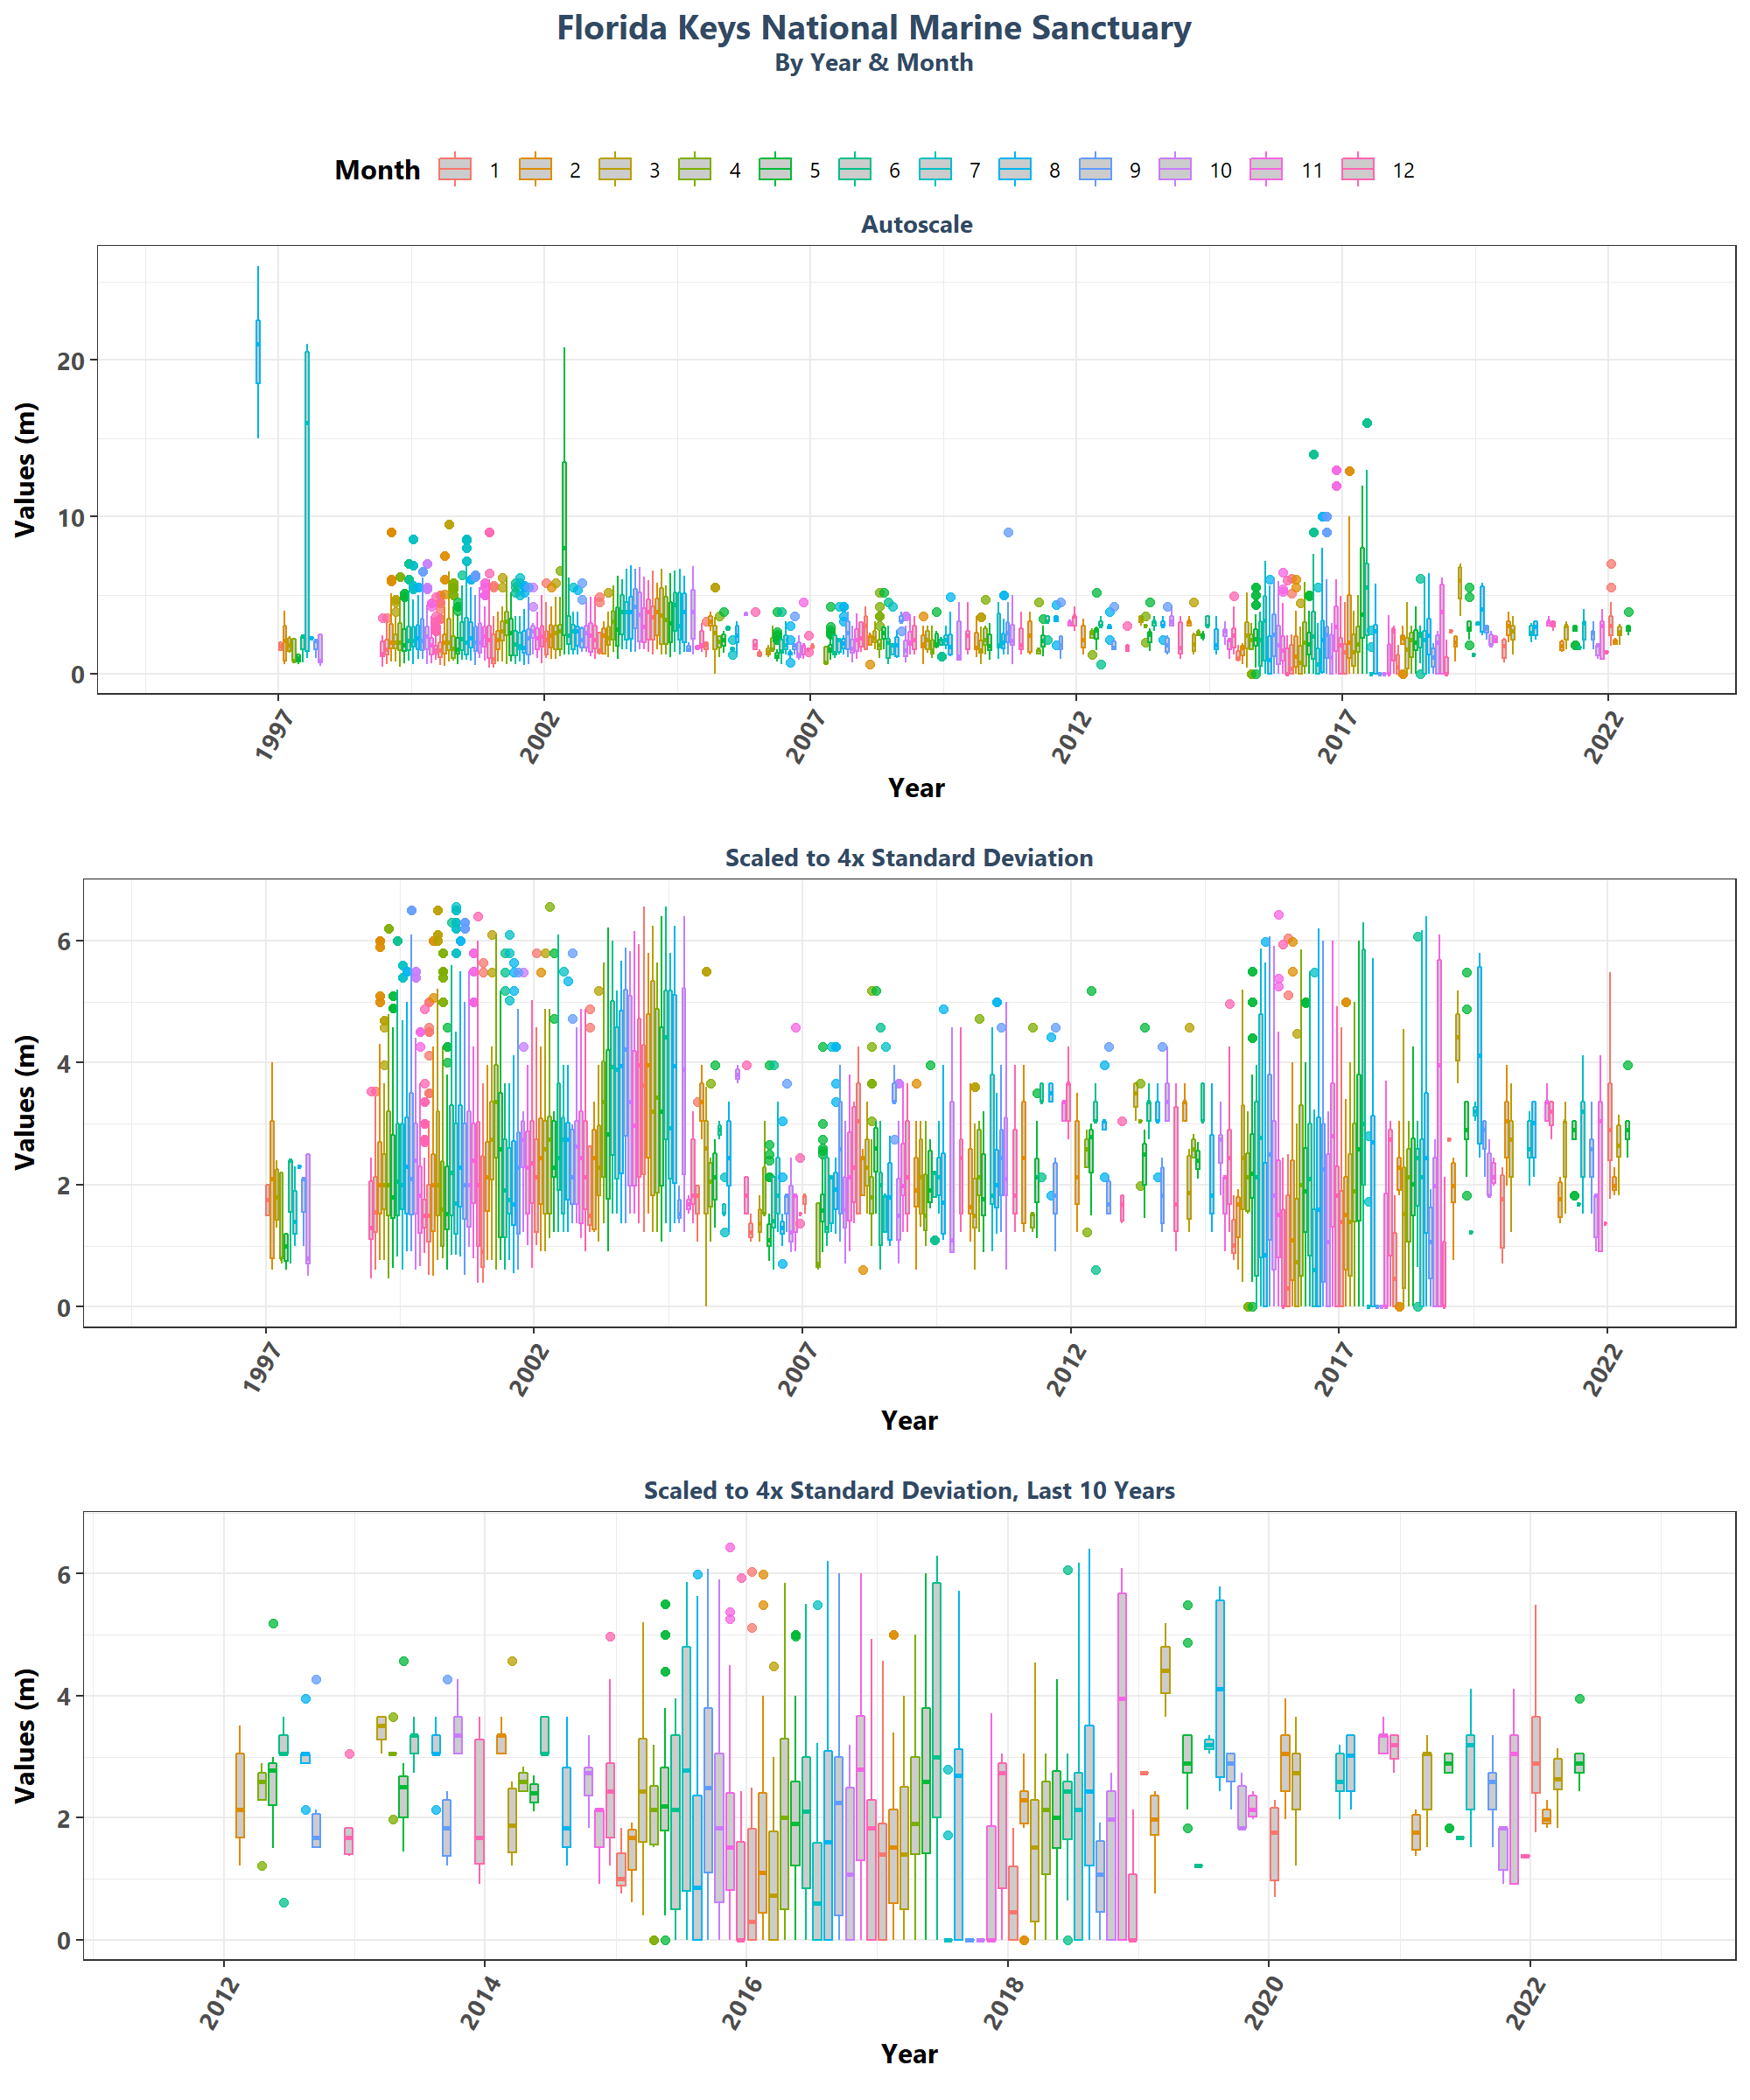 Florida Keys National Marine Sanctuary
By Year & Month
Month 1 2 3 4 5 6 7 8 9 10 11 12
Autoscale
Values (m)
20
10
0
1997 2002 2007 2012 2017 2022
Year
Scaled to 4x Standard Deviation
Values (m)
6
4
2
0
1997 2002 2007 2012 2017 2022
Year
Scaled to 4x Standard Deviation, Last 10 Years
Values (m)
6
4
2
0
2012 2014 2016 2018 2020 2022
Year